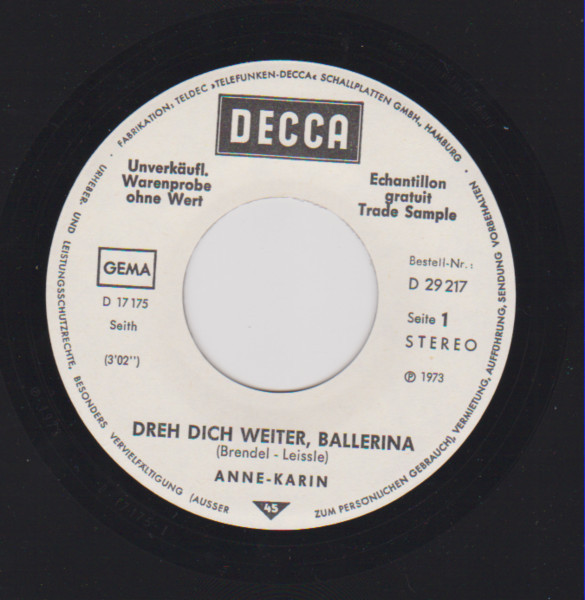 DECCA
Unverkäufl.
Warenprobe
ohne Wert
Echantillon
gratuit
Trade Sample
GEMA
D 17 175
Seith
(3'02")
Bestell-Nr.:
D 29 217
Seite 1
STEREO
℗ 1973
DREH DICH WEITER, BALLERINA
(Brendel - Leissle)
ANNE-KARIN
45
· FABRIKATION: TELDEC »TELEFUNKEN-DECCA« SCHALLPLATTEN GMBH., HAMBURG ·
URHEBER- UND LEISTUNGSSCHUTZRECHTE, BESONDERS VERVIELFÄLTIGUNG (AUSSER
ZUM PERSÖNLICHEN GEBRAUCH), VERMIETUNG, AUFFÜHRUNG, SENDUNG VORBEHALTEN